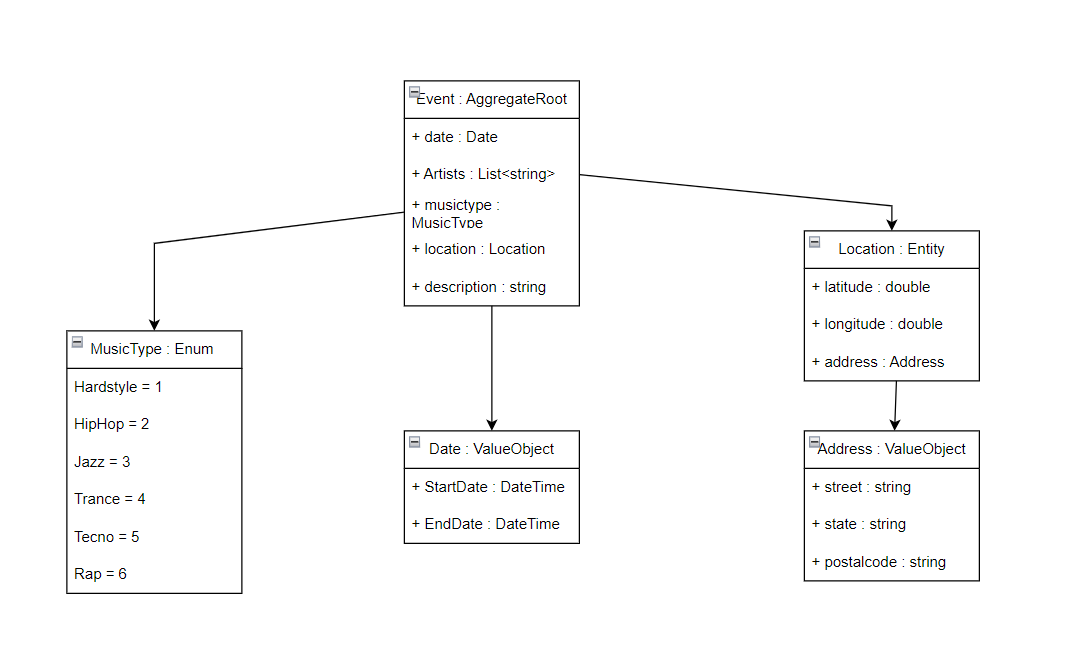 Event : AggregateRoot
+ date : Date
+ Artists : List<string>
+ musictype :
MusicType
+ location : Location
+ description : string
MusicType : Enum
Hardstyle = 1
HipHop = 2
Jazz = 3
Trance = 4
Tecno = 5
Rap = 6
Date : ValueObject
+ StartDate : DateTime
+ EndDate : DateTime
Location : Entity
+ latitude : double
+ longitude : double
+ address : Address
Address : ValueObject
+ street : string
+ state : string
+ postalcode : string